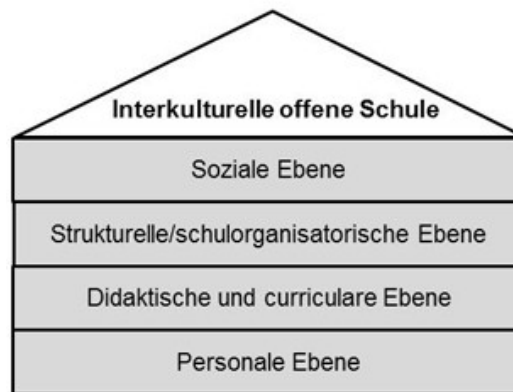 Interkulturelle offene Schule
Soziale Ebene
Strukturelle/schulorganisatorische Ebene
Didaktische und curriculare Ebene
Personale Ebene